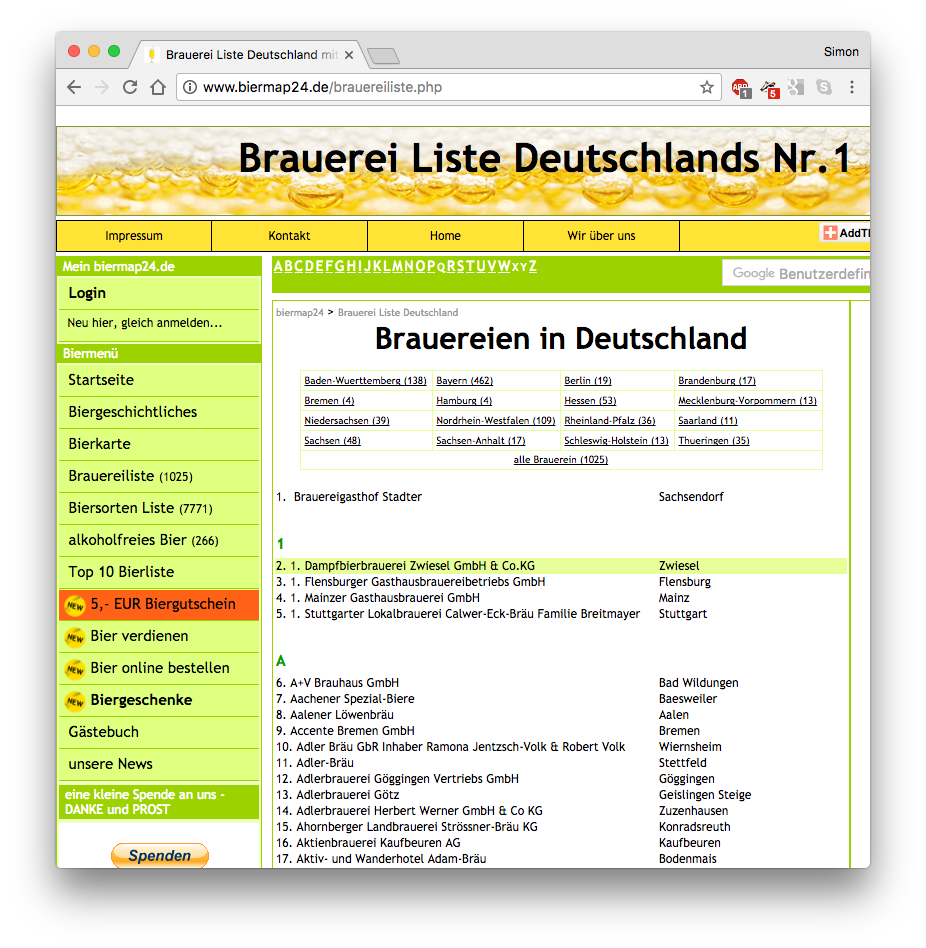 Brauerei Liste Deutschland mit
Simon
www.biermap24.de/brauereiliste.php
ABP
1
5
g
Brauerei Liste Deutschlands Nr.1
Impressum Kontakt Home Wir über uns AddTh
Mein biermap24.de
Login
Neu hier, gleich anmelden...
Biermenü
Startseite
Biergeschichtliches
Bierkarte
Brauereiliste (1025)
Biersorten Liste (7771)
alkoholfreies Bier (266)
Top 10 Bierliste
NEW 5,- EUR Biergutschein
NEW Bier verdienen
NEW Bier online bestellen
NEW Biergeschenke
Gästebuch
unsere News
eine kleine Spende an uns -
DANKE und PROST
Spenden
A B C D E F G H I J K L M N O P Q R S T U V W X Y Z
Google Benutzerdefin
biermap24 > Brauerei Liste Deutschland
Brauereien in Deutschland
Baden-Wuerttemberg (138) Bayern (462) Berlin (19) Brandenburg (17)
Bremen (4) Hamburg (4) Hessen (53) Mecklenburg-Vorpommern (13)
Niedersachsen (39) Nordrhein-Westfalen (109) Rheinland-Pfalz (36) Saarland (11)
Sachsen (48) Sachsen-Anhalt (17) Schleswig-Holstein (13) Thueringen (35)
alle Brauerein (1025)
1. Brauereigasthof Stadter Sachsendorf
1
2. 1. Dampfbierbrauerei Zwiesel GmbH & Co.KG Zwiesel
3. 1. Flensburger Gasthausbrauereibetriebs GmbH Flensburg
4. 1. Mainzer Gasthausbrauerei GmbH Mainz
5. 1. Stuttgarter Lokalbrauerei Calwer-Eck-Bräu Familie Breitmayer Stuttgart
A
6. A+V Brauhaus GmbH Bad Wildungen
7. Aachener Spezial-Biere Baesweiler
8. Aalener Löwenbräu Aalen
9. Accente Bremen GmbH Bremen
10. Adler Bräu GbR Inhaber Ramona Jentzsch-Volk & Robert Volk Wiernsheim
11. Adler-Bräu Stettfeld
12. Adlerbrauerei Göggingen Vertriebs GmbH Göggingen
13. Adlerbrauerei Götz Geislingen Steige
14. Adlerbrauerei Herbert Werner GmbH & Co KG Zuzenhausen
15. Ahornberger Landbrauerei Strössner-Bräu KG Konradsreuth
16. Aktienbrauerei Kaufbeuren AG Kaufbeuren
17. Aktiv- und Wanderhotel Adam-Bräu Bodenmais